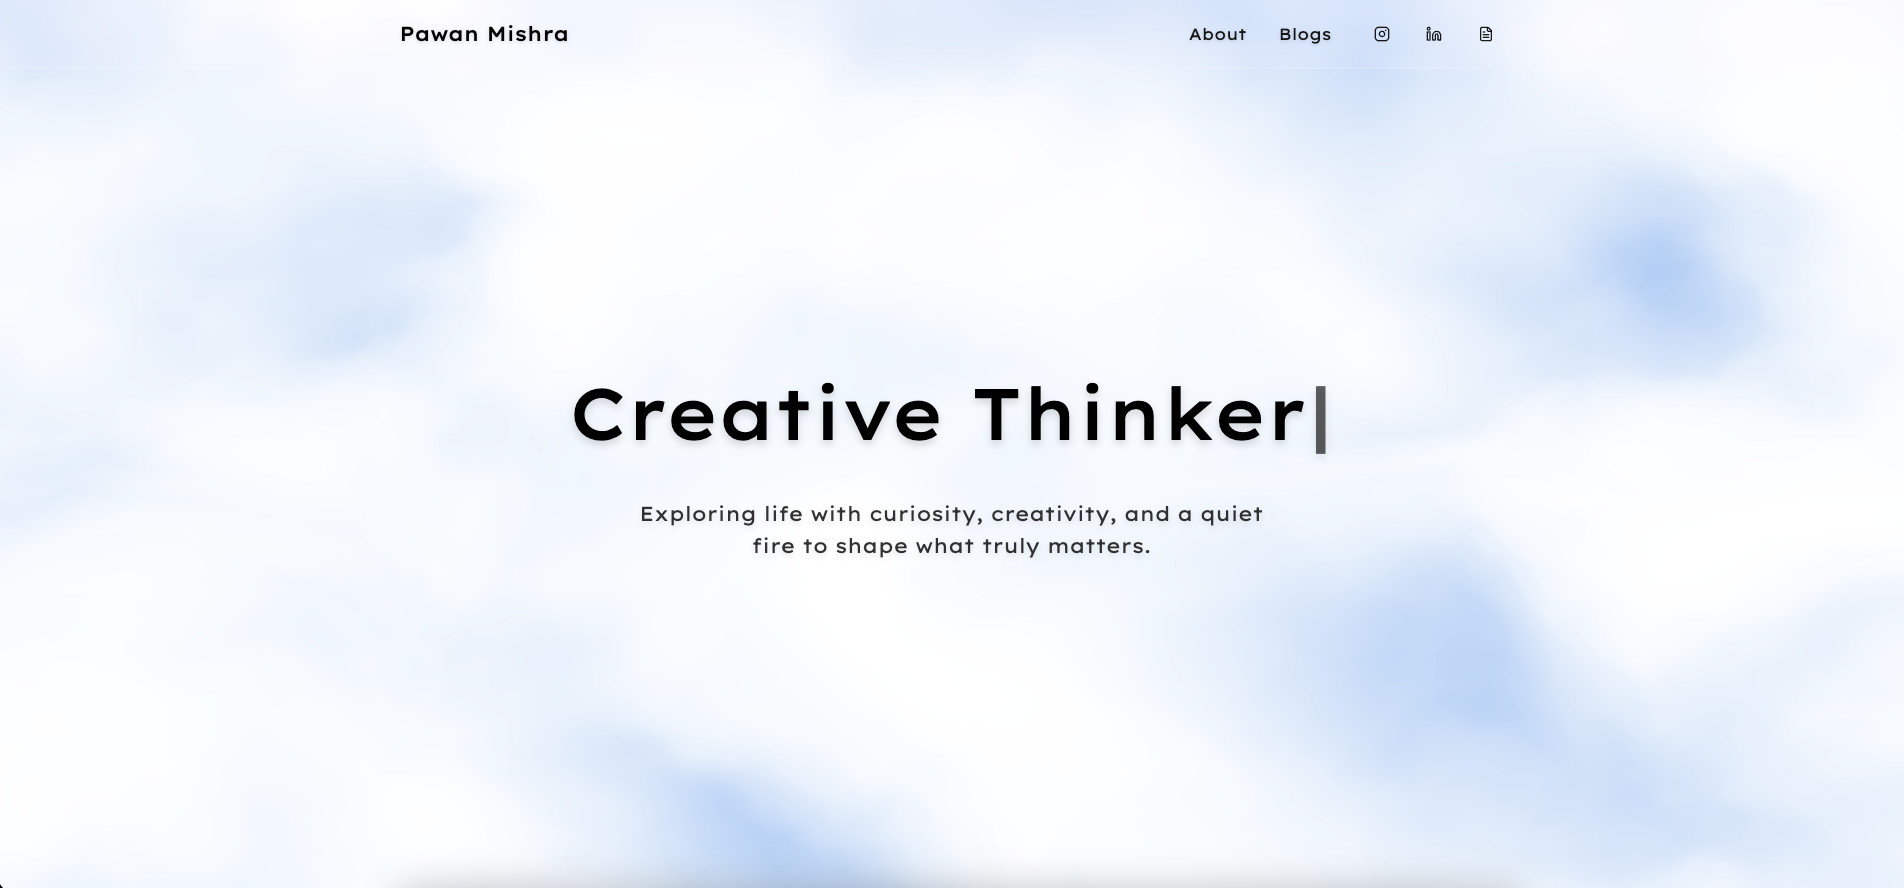 Pawan Mishra
About Blogs
Creative Thinker|
Exploring life with curiosity, creativity, and a quiet
fire to shape what truly matters.